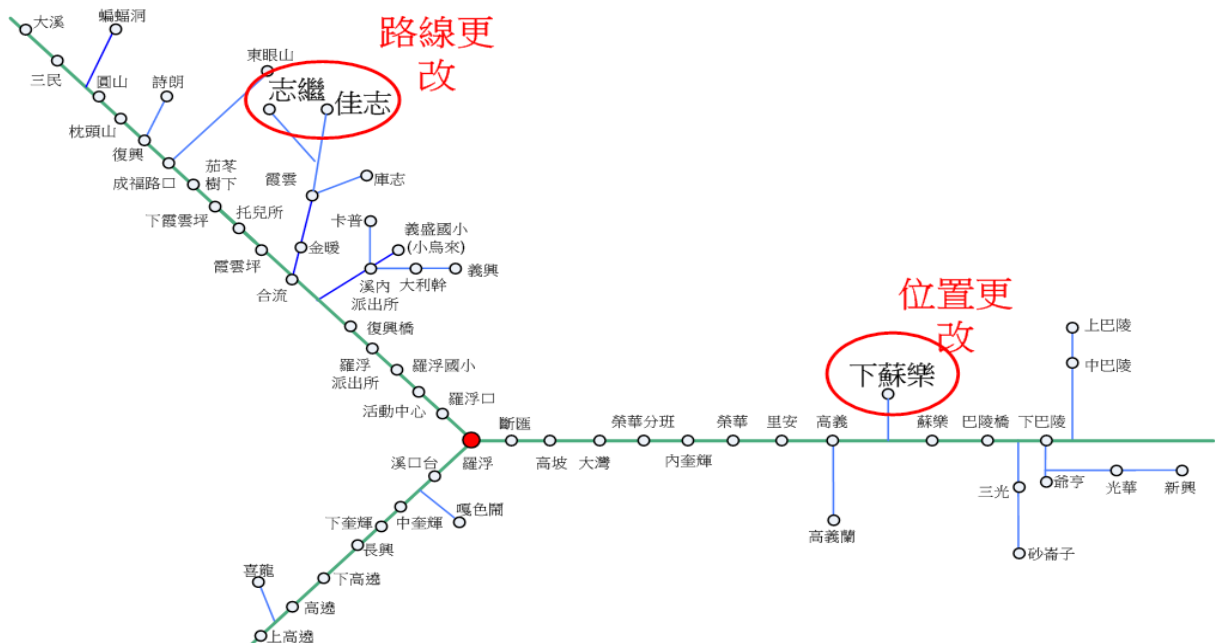 大溪
蝙蝠洞
三民
圓山
詩朗
東眼山
路線更
改
志繼
佳志
枕頭山
復興
成福路口
茄苳
樹下
霞雲
庫志
下霞雲坪
托兒所
卡普
義盛國小
(小烏來)
霞雲坪
金暖
合流
溪內
派出所
大利幹
義興
復興橋
羅浮
派出所
羅浮國小
活動中心
羅浮口
位置更
改
下蘇樂
上巴陵
中巴陵
羅浮
斷匯
高坡
大灣
榮華分班
內奎輝
榮華
里安
高義
蘇樂
巴陵橋
下巴陵
高義蘭
三光
砂崙子
爺亨
光華
新興
溪口台
嘎色鬧
中奎輝
下奎輝
長興
下高遶
喜龍
高遶
上高遶